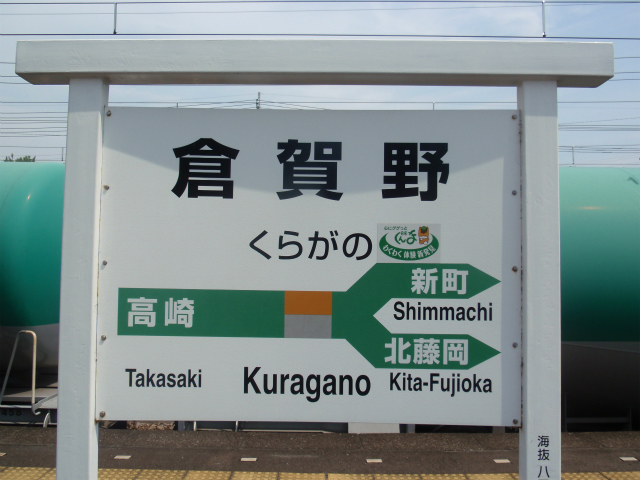 倉賀野
くらがの
ぐんま
わくわく体験新発見
高崎
新町
Shimmachi
北藤岡
Takasaki
Kuragano
Kita-Fujioka
海抜八